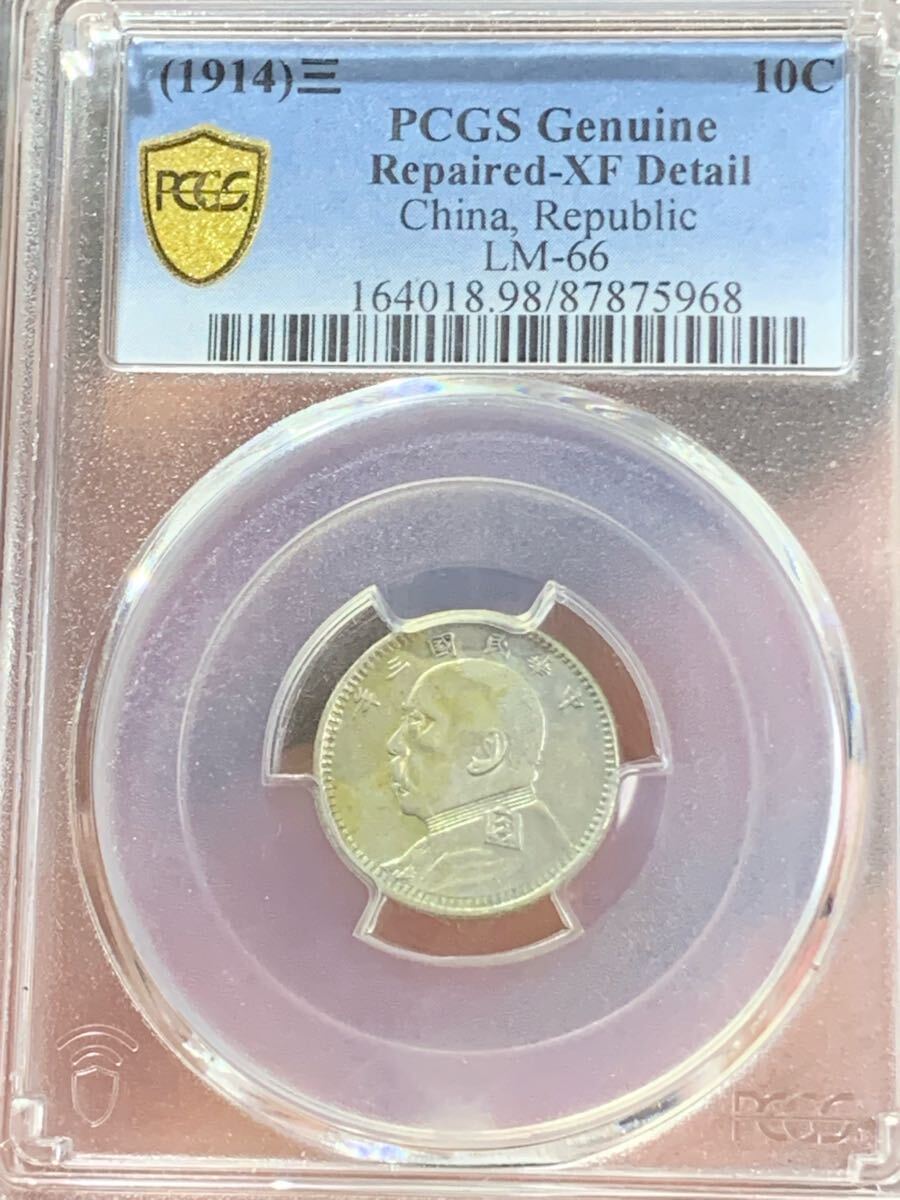 (1914)三 10C
PCGS Genuine
PCGS
Repaired-XF Detail
China, Republic
LM-66
164018.98/87875968
年三國民華中
PCGS